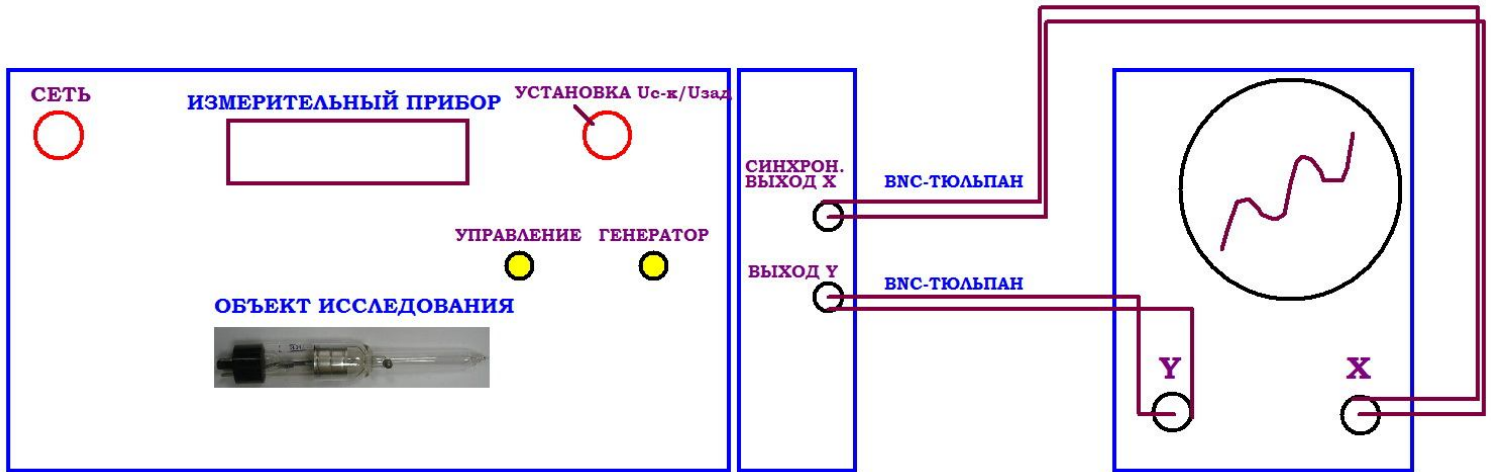 СЕТЬ
ИЗМЕРИТЕЛЬНЫЙ ПРИБОР
УСТАНОВКА Uс-к/Uзад
СИНХРОН.
ВЫХОД X
BNC-ТЮЛЬПАН
УПРАВЛЕНИЕ
ГЕНЕРАТОР
ВЫХОД Y
BNC-ТЮЛЬПАН
ОБЪЕКТ ИССЛЕДОВАНИЯ
Y
X